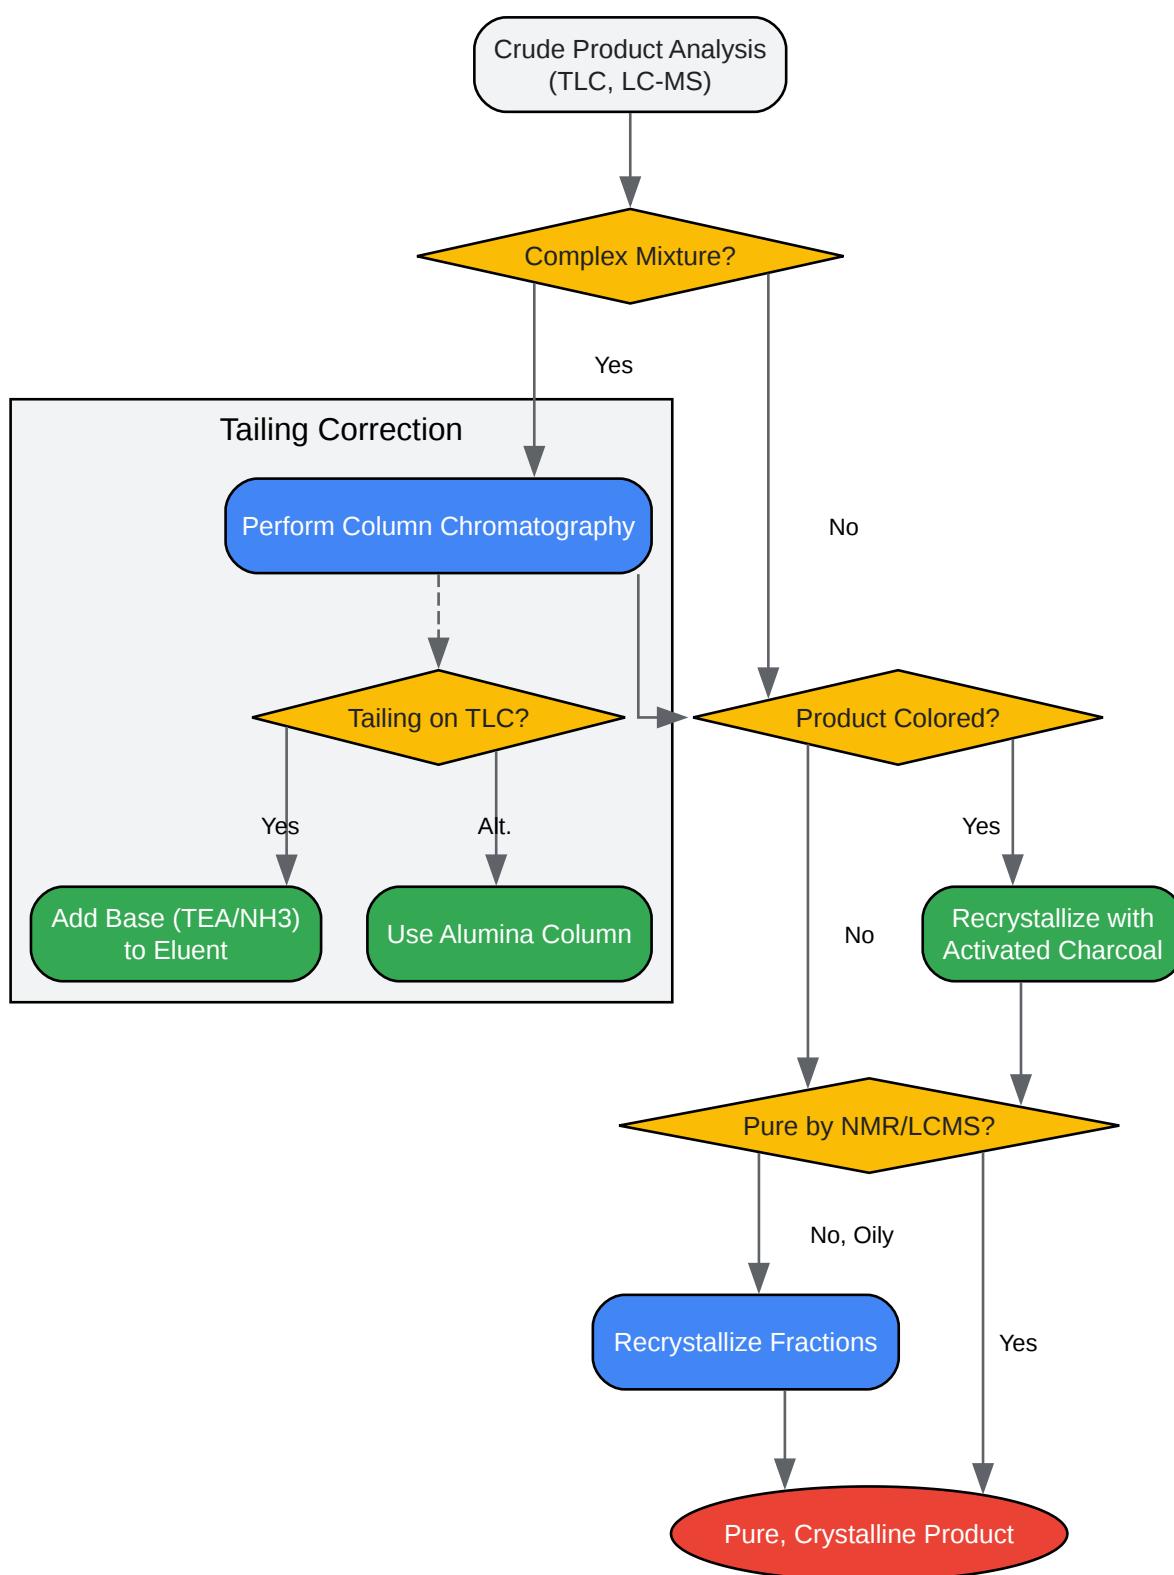 Crude Product Analysis
(TLC, LC-MS)
Complex Mixture?
Yes
Tailing Correction
Perform Column Chromatography
No
Tailing on TLC?
Product Colored?
Yes
Alt.
Yes
Add Base (TEA/NH3)
to Eluent
Use Alumina Column
No
Recrystallize with
Activated Charcoal
Pure by NMR/LCMS?
No, Oily
Recrystallize Fractions
Yes
Pure, Crystalline Product